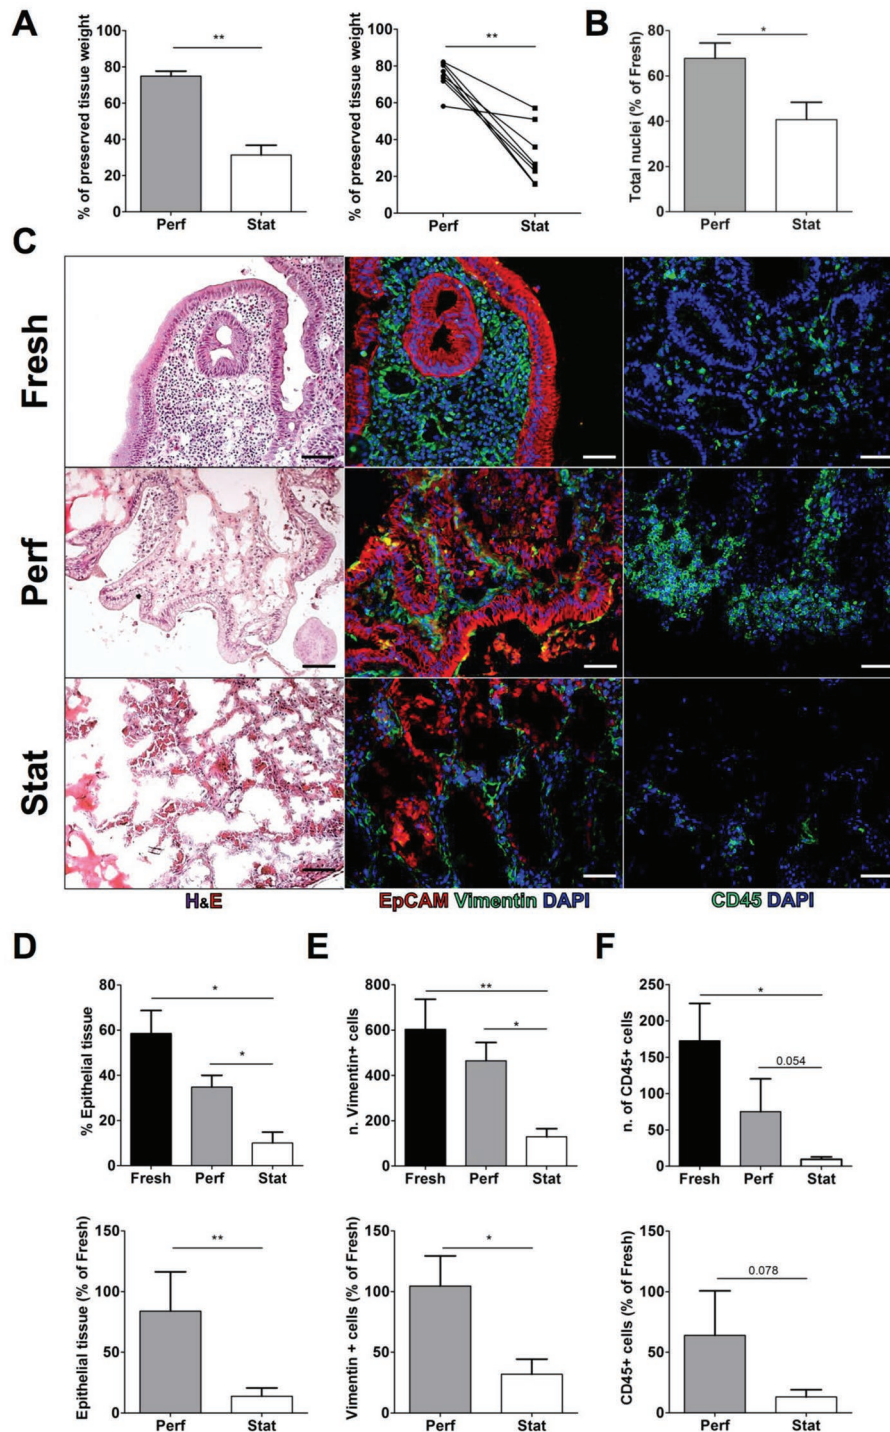 A
% of preserved tissue weight
100
80
60
40
20
0
**
Perf
Stat
% of preserved tissue weight
100
80
60
40
20
0
**
Perf
Stat
B
Total nuclei (% of Fresh)
80
60
40
20
0
*
Perf
Stat
C
Fresh
Perf
Stat
H&E
EpCAM Vimentin DAPI
CD45 DAPI
D
% Epithelial tissue
80
60
40
20
0
*
*
Fresh
Perf
Stat
E
n. Vimentin+ cells
800
600
400
200
0
**
*
Fresh
Perf
Stat
F
n. of CD45+ cells
250
200
150
100
50
0
*
0.054
Fresh
Perf
Stat
Epithelial tissue (% of Fresh)
150
100
50
0
**
Perf
Stat
Vimentin + cells (% of Fresh)
150
100
50
0
*
Perf
Stat
CD45+ cells (% of Fresh)
150
100
50
0
0.078
Perf
Stat